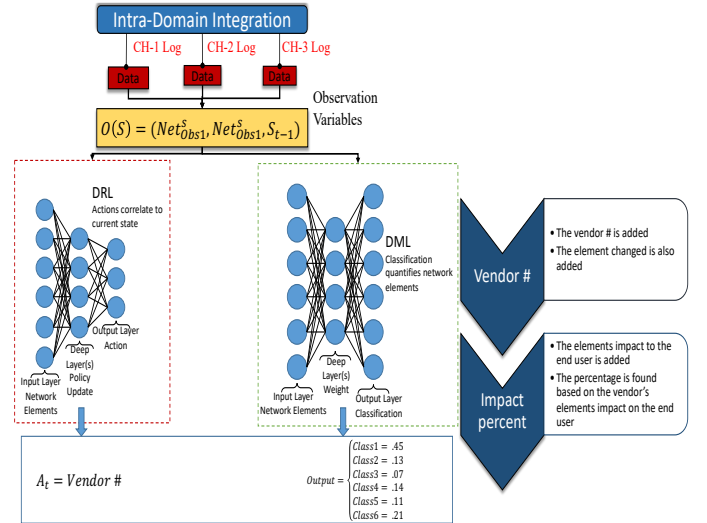 Intra-Domain Integration
CH-1 Log
CH-2 Log
CH-3 Log
Data
Data
Data
Observation
Variables
O(S) = (Net^S_Obs1, Net^S_Obs1, S_t−1)
DRL
Actions correlate to
current state
Output Layer
Action
Deep
Layer(s)
Policy
Update
Input Layer
Network
Elements
DML
Classification
quantifies network
elements
Deep
Layer(s)
Weight
Input Layer
Network Elements
Output Layer
Classification
Vendor #
• The vendor # is added
• The element changed is also
added
Impact
percent
• The elements impact to the
end user is added
• The percentage is found
based on the vendor's
elements impact on the end
user
A_t = Vendor #
Output =
Class1 = .45
Class2 = .13
Class3 = .07
Class4 = .14
Class5 = .11
Class6 = .21